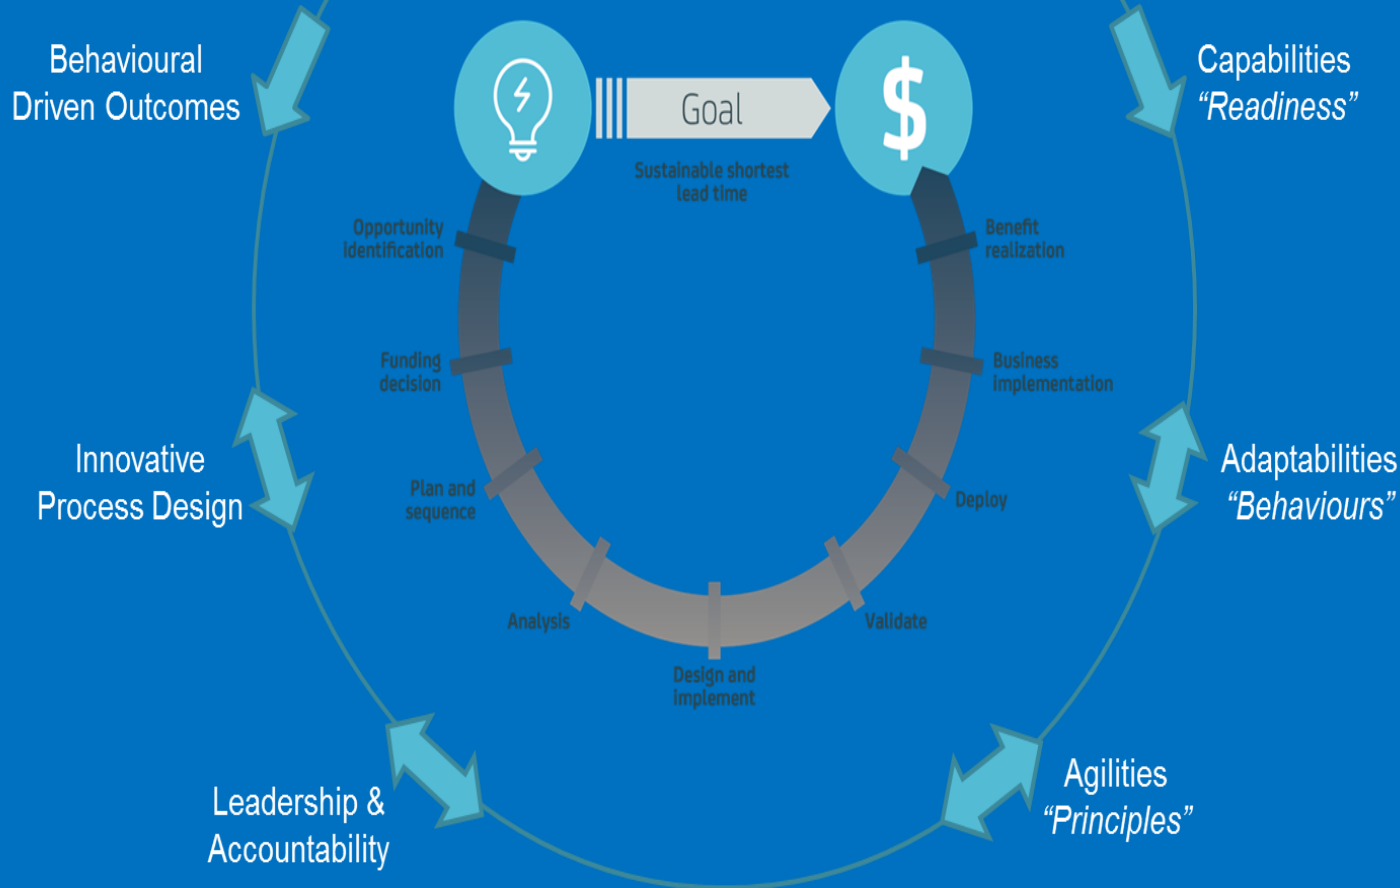 Behavioural
Driven Outcomes
Goal
$
Capabilities
“Readiness”
Sustainable shortest
lead time
Opportunity
identification
Benefit
realization
Funding
decision
Business
implementation
Innovative
Process Design
Adaptabilities
“Behaviours”
Plan and
sequence
Deploy
Analysis
Validate
Design and
implement
Leadership &
Accountability
Agilities
“Principles”